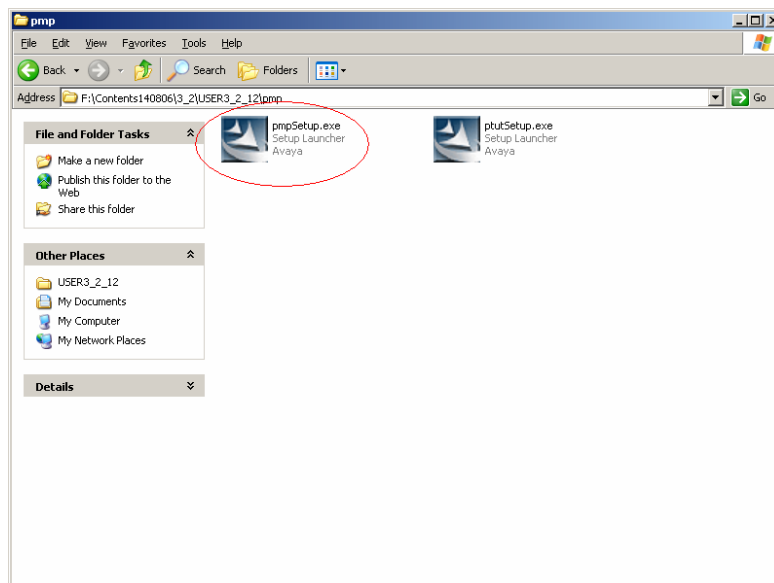 pmp
File Edit View Favorites Tools Help
Back Search Folders
Address F:\Contents140806\3_2\USER3_2_12\pmp Go
File and Folder Tasks
Make a new folder
Publish this folder to the
Web
Share this folder
Other Places
USER3_2_12
My Documents
My Computer
My Network Places
Details
pmpSetup.exe
Setup Launcher
Avaya
ptutSetup.exe
Setup Launcher
Avaya